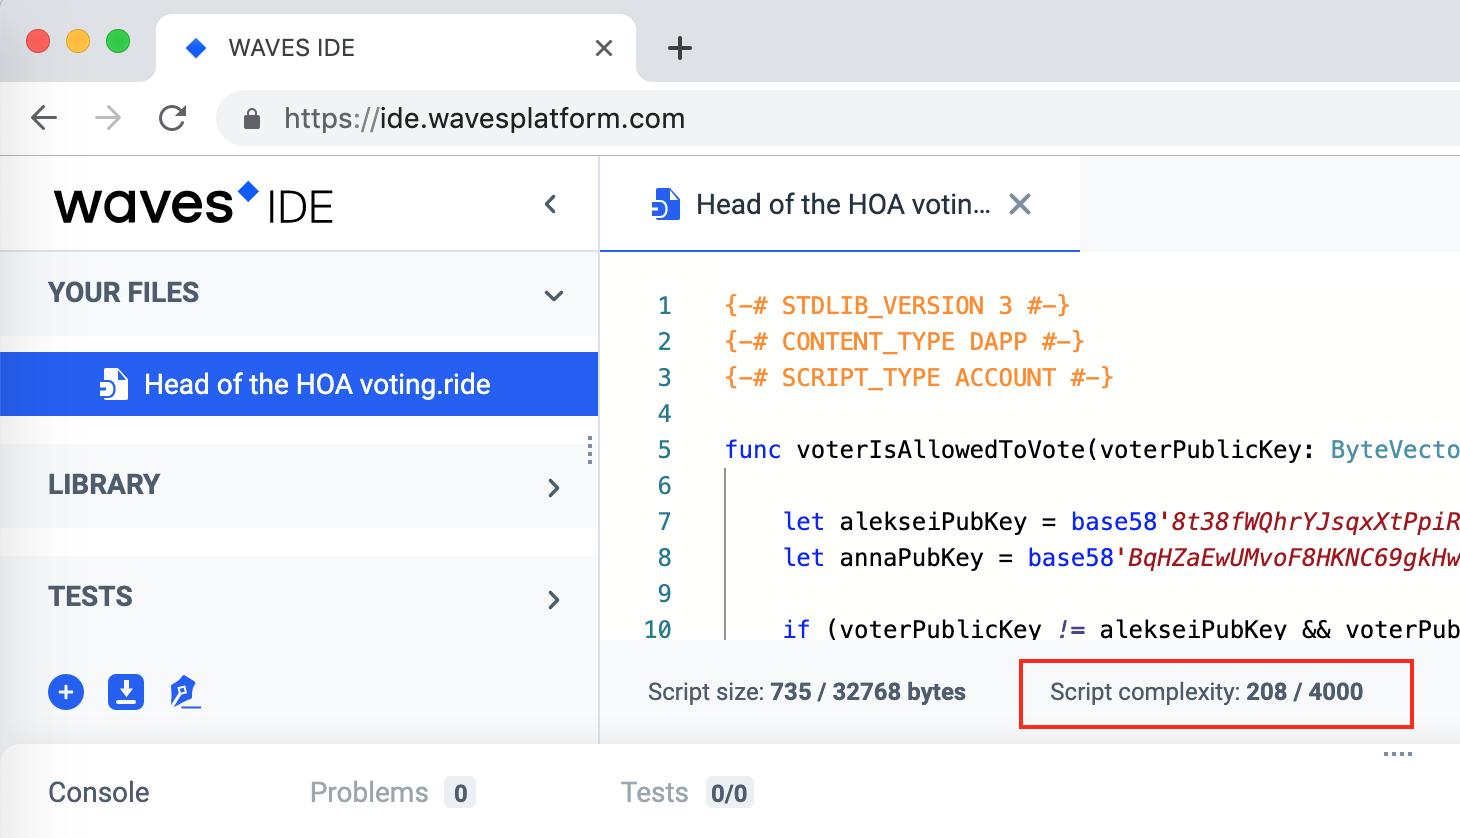 WAVES IDE
https://ide.wavesplatform.com
waves IDE
Head of the HOA votin...
YOUR FILES
Head of the HOA voting.ride
LIBRARY
TESTS
1 {-# STDLIB_VERSION 3 #-}
2 {-# CONTENT_TYPE DAPP #-}
3 {-# SCRIPT_TYPE ACCOUNT #-}
4
5 func voterIsAllowedToVote(voterPublicKey: ByteVecto
6
7 let alekseiPubKey = base58'8t38fWQhrYJsqxXtPpiR
8 let annaPubKey = base58'BqHZaEwUMvoF8HKNC69gkHw
9
10 if (voterPublicKey != alekseiPubKey && voterPub
Script size: 735 / 32768 bytes
Script complexity: 208 / 4000
Console
Problems 0
Tests 0/0